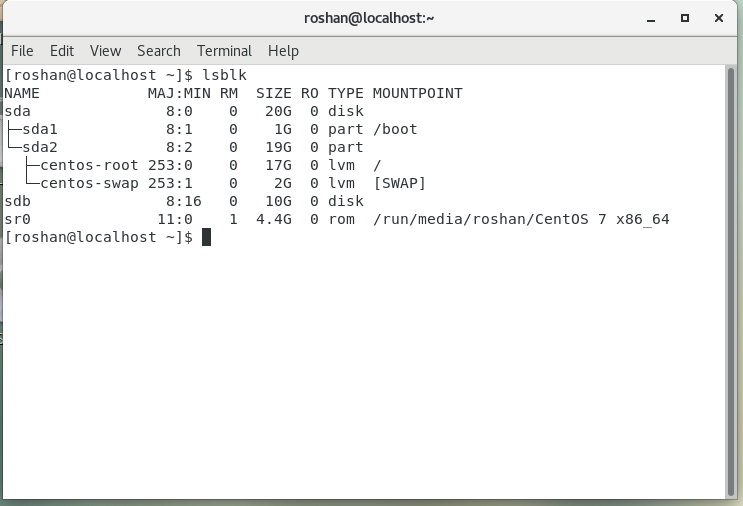 roshan@localhost:~
File Edit View Search Terminal Help
[roshan@localhost ~]$ lsblk
NAME            MAJ:MIN RM  SIZE RO TYPE MOUNTPOINT
sda               8:0    0   20G  0 disk
├─sda1            8:1    0    1G  0 part /boot
└─sda2            8:2    0   19G  0 part
  ├─centos-root 253:0    0   17G  0 lvm  /
  └─centos-swap 253:1    0    2G  0 lvm  [SWAP]
sdb               8:16   0   10G  0 disk
sr0              11:0    1  4.4G  0 rom  /run/media/roshan/CentOS 7 x86_64
[roshan@localhost ~]$